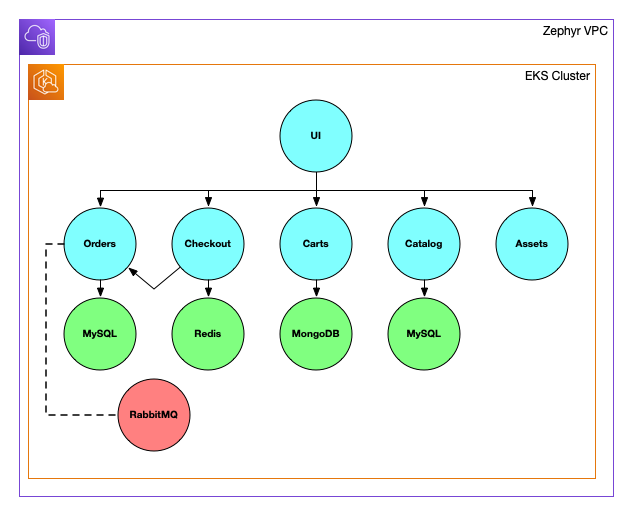 Zephyr VPC
EKS Cluster
UI
Orders
Checkout
Carts
Catalog
Assets
MySQL
Redis
MongoDB
MySQL
RabbitMQ